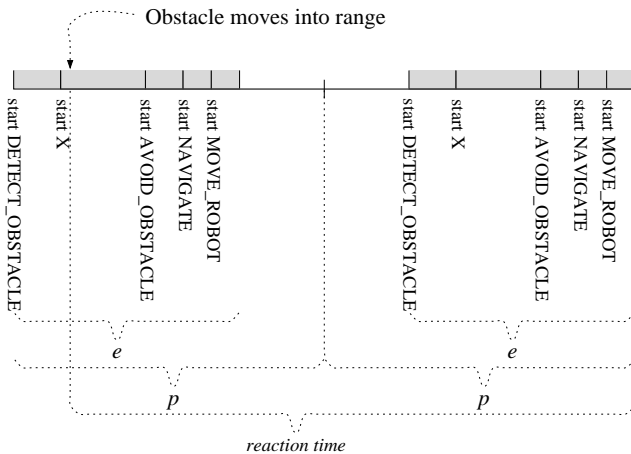 Obstacle moves into range
start DETECT_OBSTACLE
start X
start AVOID_OBSTACLE
start NAVIGATE
start MOVE_ROBOT
start DETECT_OBSTACLE
start X
start AVOID_OBSTACLE
start NAVIGATE
start MOVE_ROBOT
e
e
p
p
reaction time